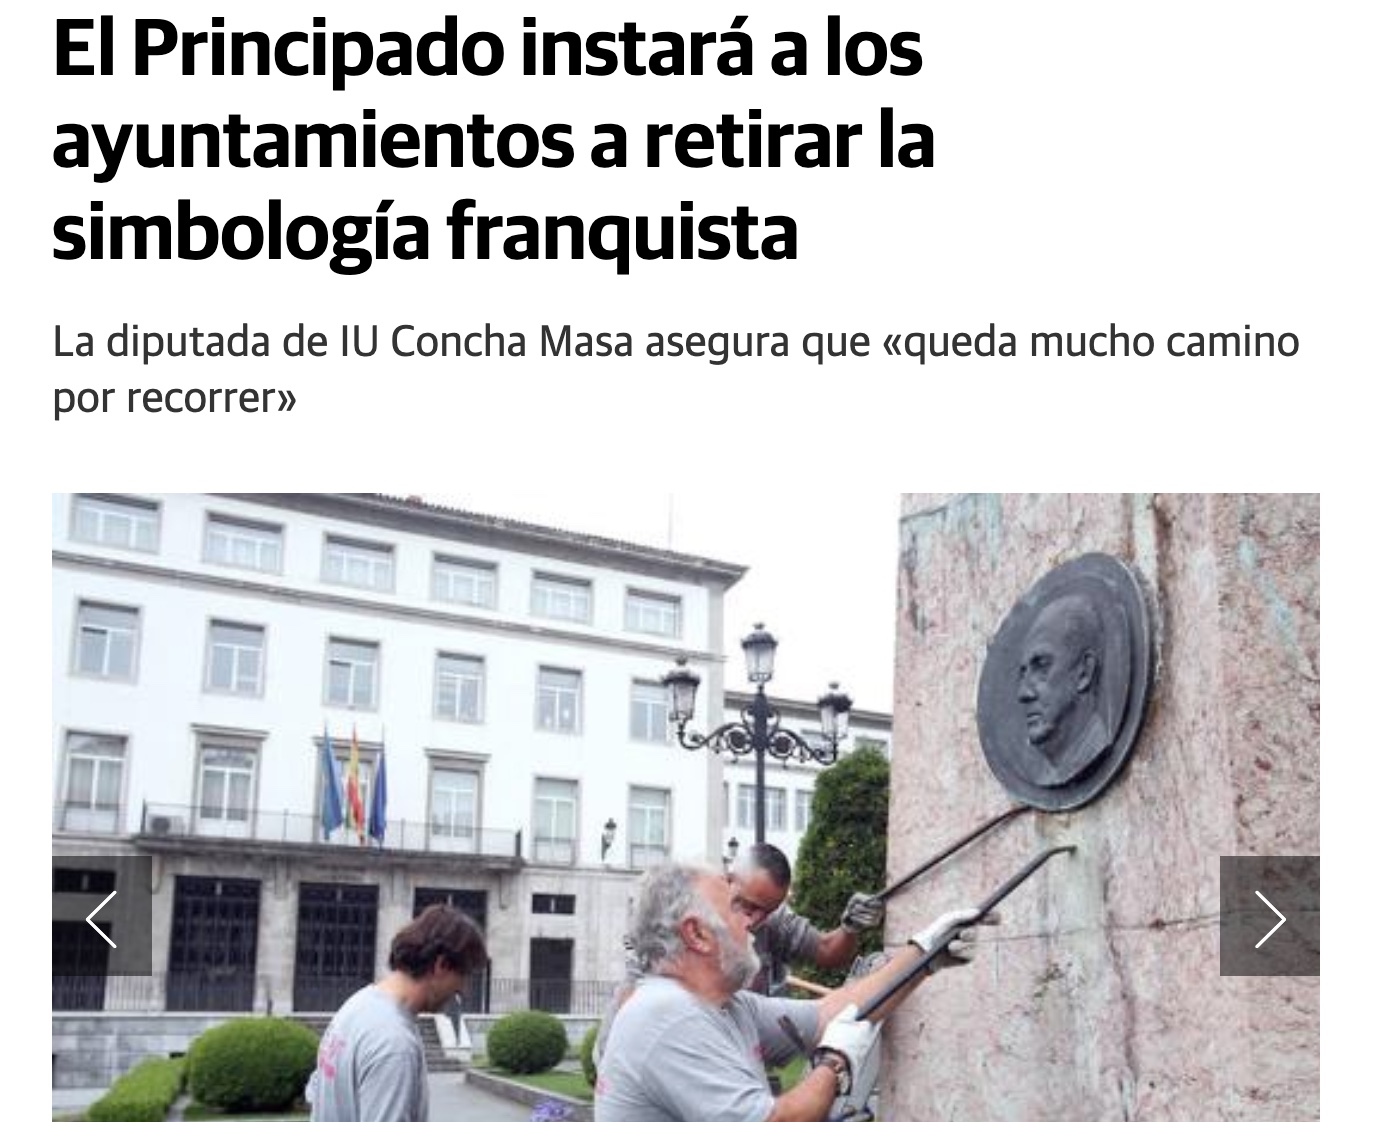 El Principado instará a los
ayuntamientos a retirar la
simbología franquista
La diputada de IU Concha Masa asegura que «queda mucho camino
por recorrer»